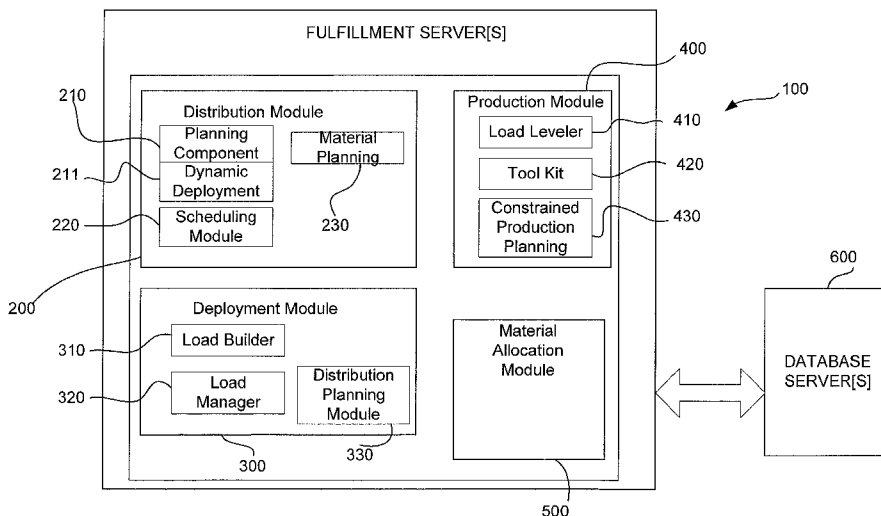 FULFILLMENT SERVER[S]
400
100
210
Distribution Module
Planning
Component
Material
Planning
211
Dynamic
Deployment
220
Scheduling
Module
230
200
Production Module
Load Leveler
410
Tool Kit
420
Constrained
Production
Planning
430
600
Deployment Module
310
Load Builder
320
Load
Manager
Distribution
Planning
Module
300
330
Material
Allocation
Module
500
DATABASE
SERVER[S]